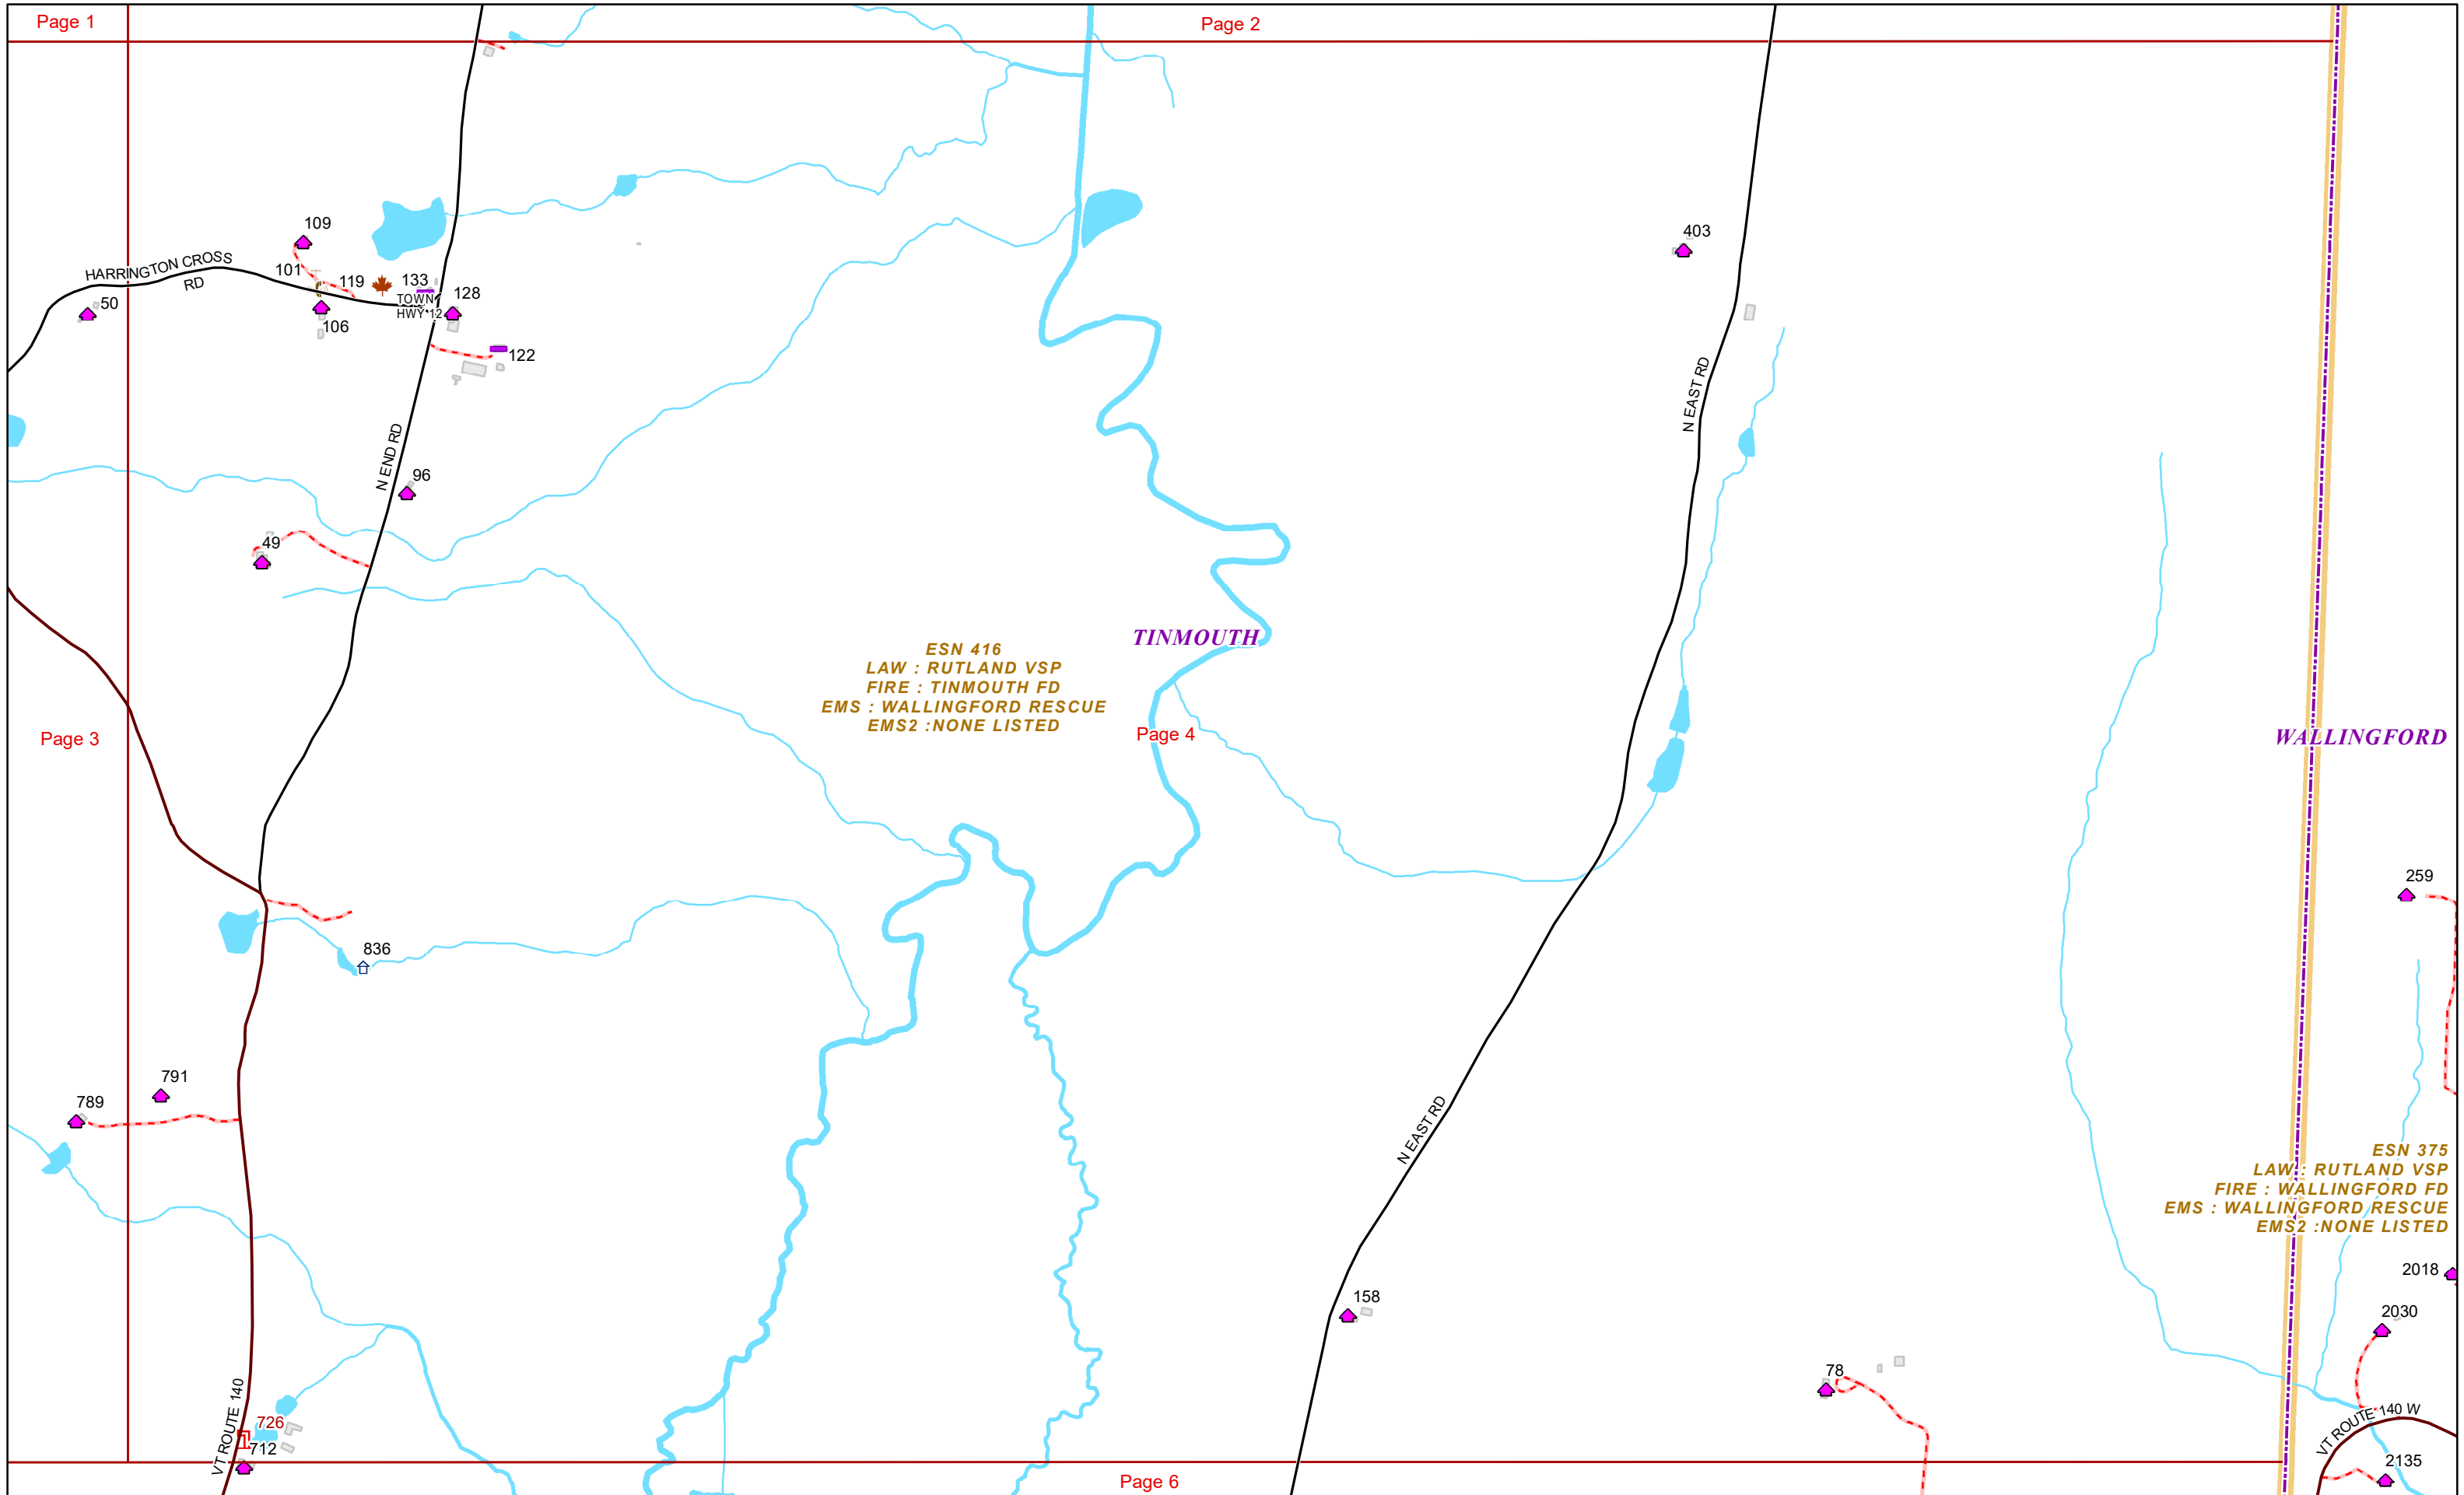 Page 1
Page 2
109
403
HARRINGTON CROSS
RD
101
119
133
128
TOWN
HWY 12
50
106
122
N EAST RD
N END RD
96
49
TINMOUTH
ESN 416
LAW : RUTLAND VSP
FIRE : TINMOUTH FD
EMS : WALLINGFORD RESCUE
EMS2 :NONE LISTED
Page 3
Page 4
WALLINGFORD
259
836
791
789
N EAST RD
ESN 375
LAW : RUTLAND VSP
FIRE : WALLINGFORD FD
EMS : WALLINGFORD RESCUE
EMS2 :NONE LISTED
2018
158
2030
78
VT ROUTE 140
726
712
VT ROUTE 140 W
2135
Page 6